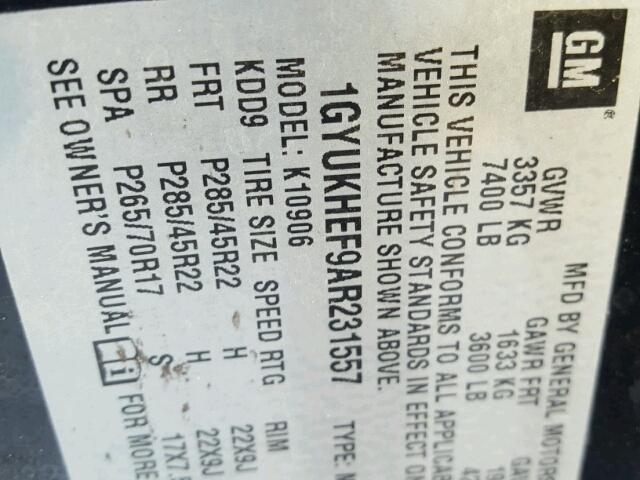 GM®
MFD BY GENERAL MOTORS
GVWR GAWR FRT
3357 KG 1633 KG
7400 LB 3600 LB
THIS VEHICLE CONFORMS TO ALL
VEHICLE SAFETY STANDARDS IN EFFECT
MANUFACTURE SHOWN ABOVE.
1GYUKHEF9AR231557 TYPE:
MODEL: K10906
KDD9 TIRE SIZE SPEED RTG RIM
FRT P285/45R22 H 22X9J
RR P285/45R22 H 22X9J
SPA P265/70R17 S 17X7.
SEE OWNER'S MANUAL FOR MORE